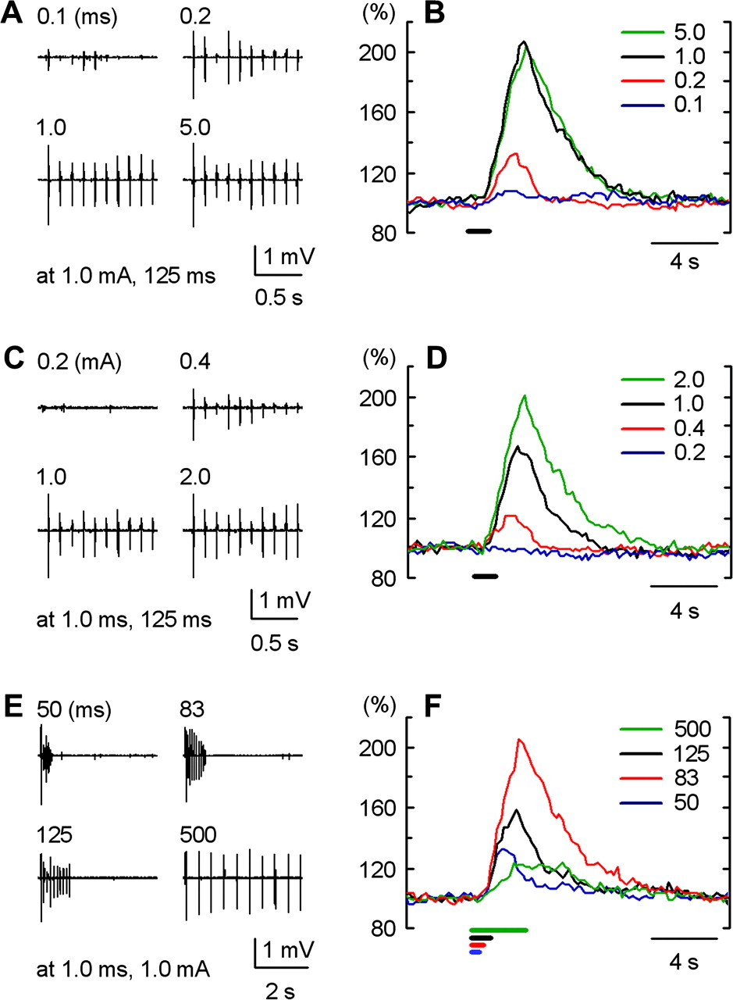 A
0.1 (ms)
0.2
1.0
5.0
at 1.0 mA, 125 ms
1 mV
0.5 s
(%)
B
200
160
120
80
5.0
1.0
0.2
0.1
4 s
C
0.2 (mA)
0.4
1.0
2.0
at 1.0 ms, 125 ms
1 mV
0.5 s
(%)
D
200
160
120
80
2.0
1.0
0.4
0.2
4 s
E
50 (ms)
83
125
500
at 1.0 ms, 1.0 mA
1 mV
2 s
(%)
F
200
160
120
80
500
125
83
50
4 s